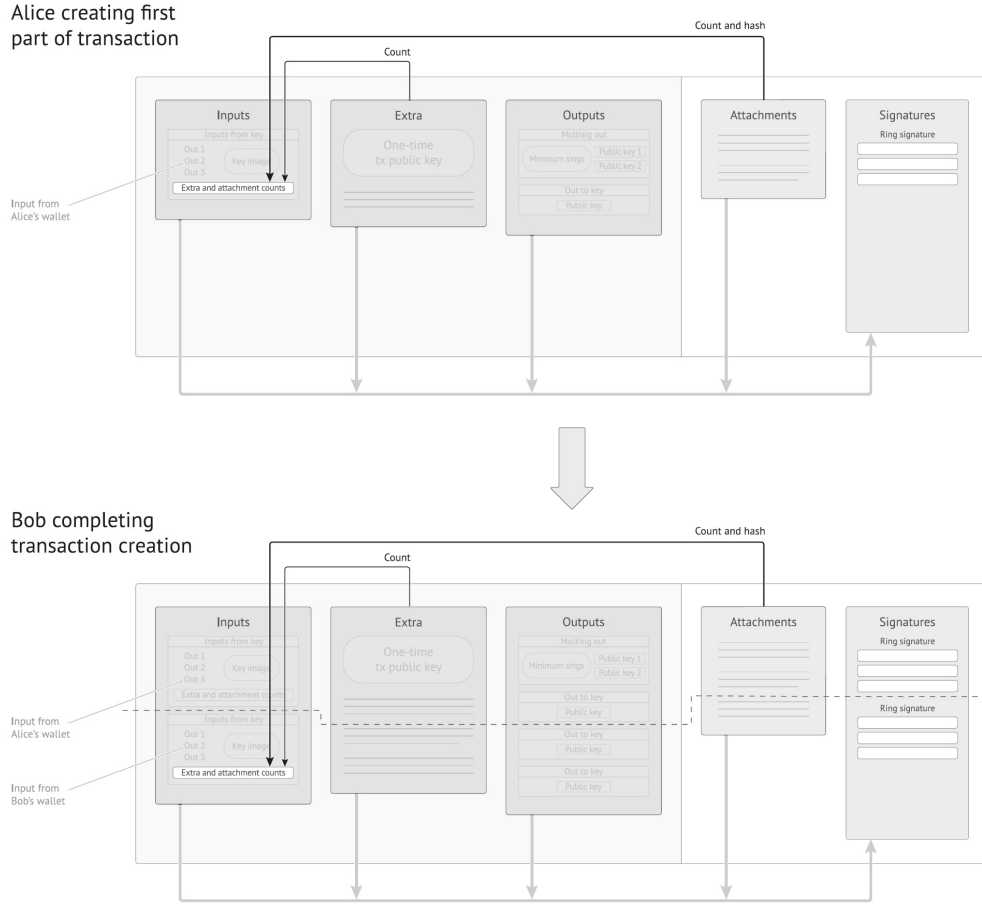 Alice creating first
part of transaction
Count and hash
Count
Inputs
Extra
Outputs
Attachments
Signatures
Inputs from key
Out 1
Out 2
Out 3
Key image
Extra and attachment counts
One-time
tx public key
Multisig out
Minimum sings
Public key 1
Public key 2
Out to key
Public key
Ring signature
Input from
Alice's wallet
Bob completing
transaction creation
Count and hash
Count
Inputs
Extra
Outputs
Attachments
Signatures
Inputs from key
Out 1
Out 2
Out 3
Key image
Extra and attachment counts
Inputs from key
Out 1
Out 2
Out 3
Key image
Extra and attachment counts
One-time
tx public key
Multisig out
Minimum sings
Public key 1
Public key 2
Out to key
Public key
Out to key
Public key
Out to key
Public key
Ring signature
Ring signature
Input from
Alice's wallet
Input from
Bob's wallet